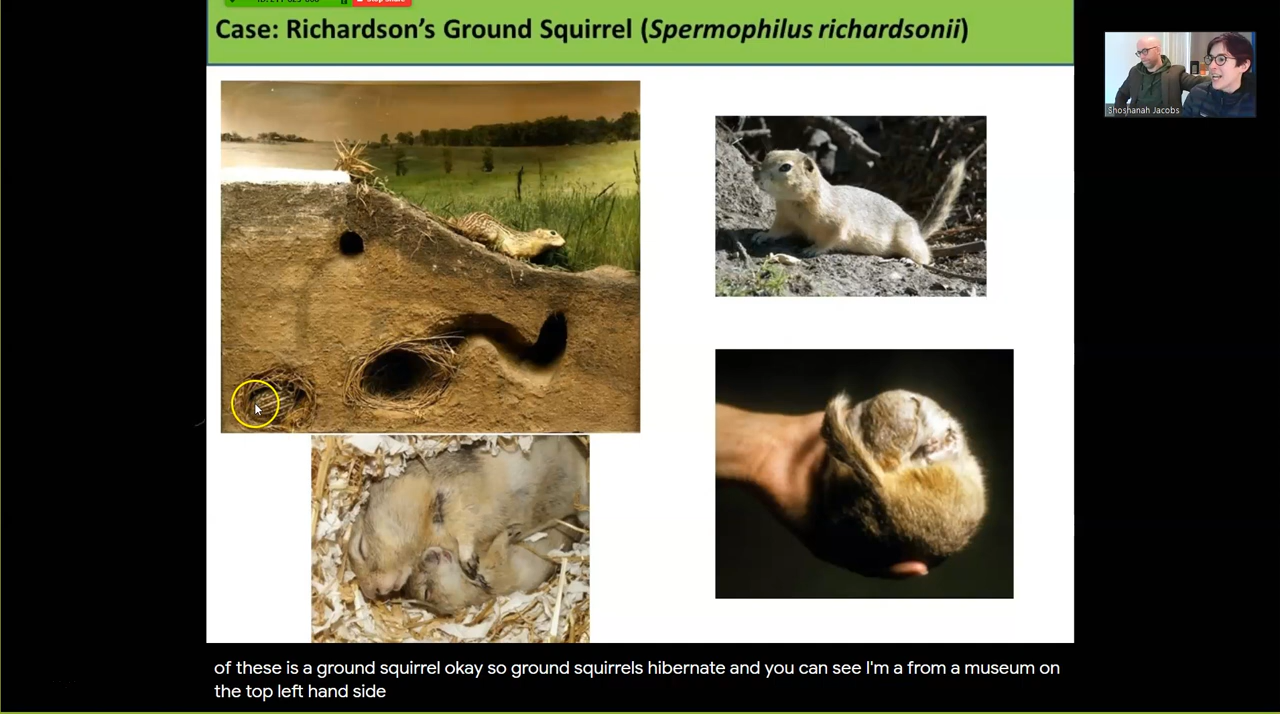 Case: Richardson's Ground Squirrel (Spermophilus richardsonii)
Shoshanah Jacobs
of these is a ground squirrel okay so ground squirrels hibernate and you can see I'm a from a museum on
the top left hand side